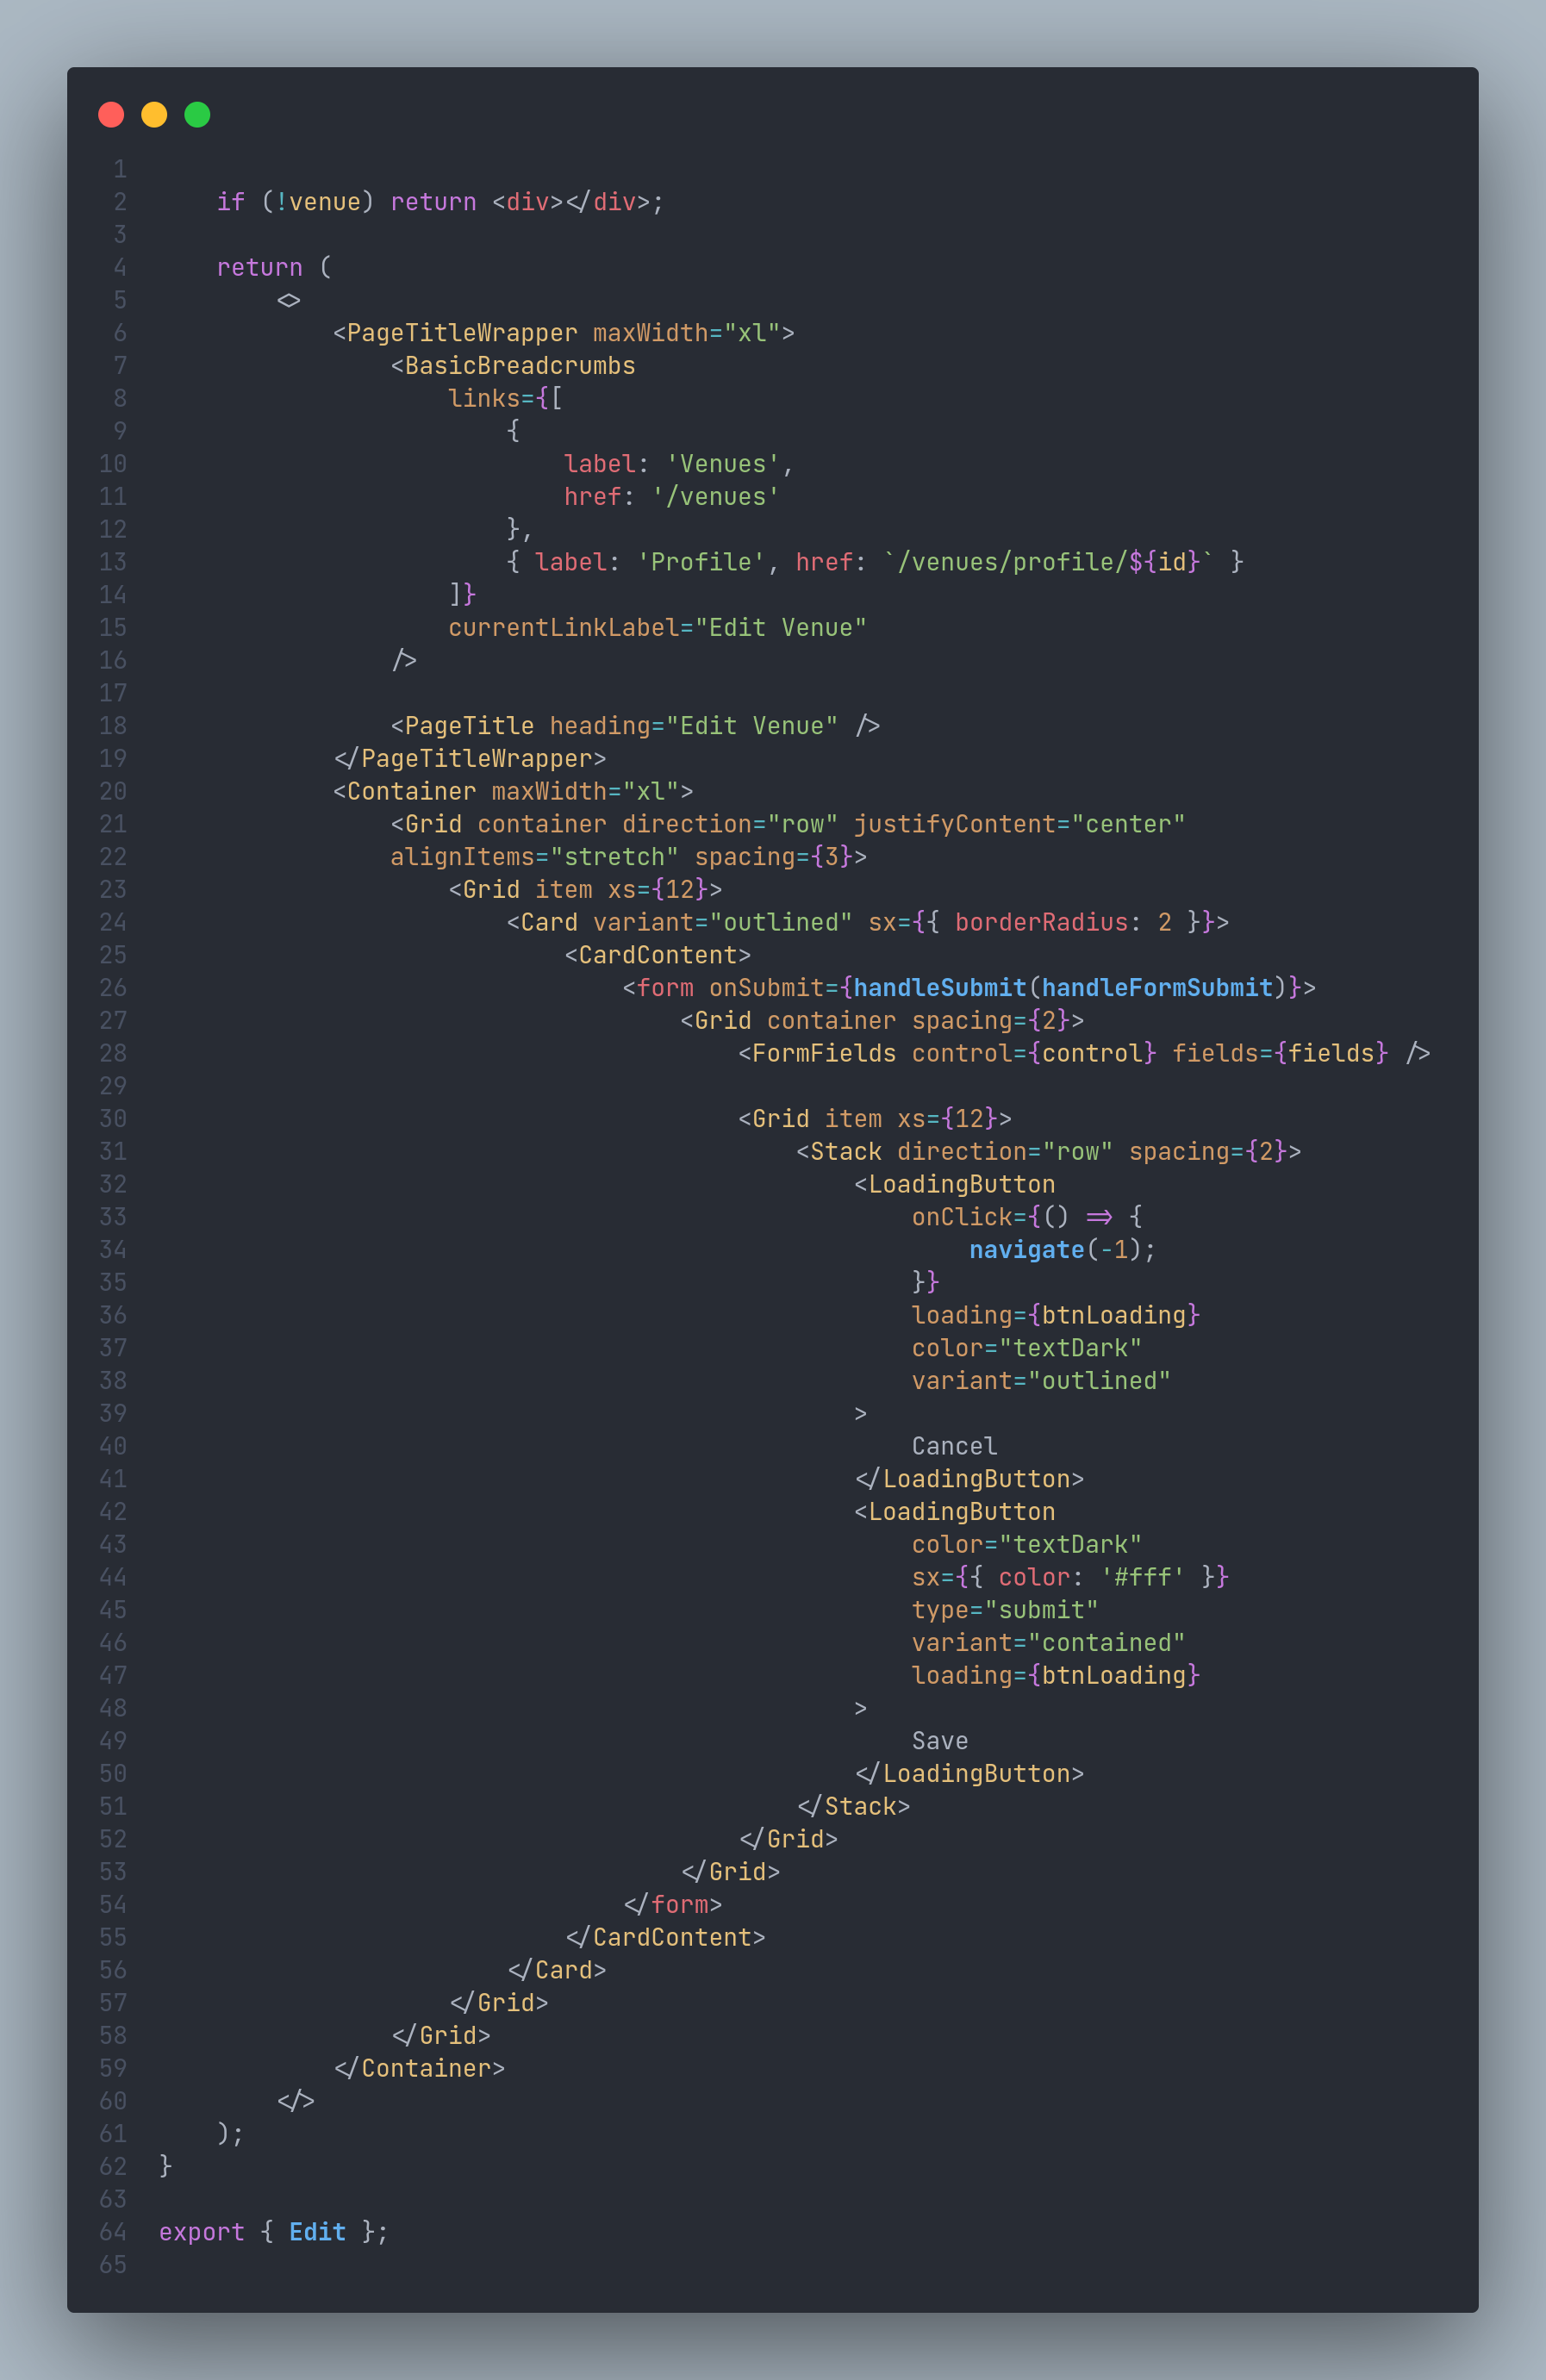 1
2      if (!venue) return <div></div>;
3
4      return (
5          <>
6              <PageTitleWrapper maxWidth="xl">
7                  <BasicBreadcrumbs
8                      links={[
9                          {
10                             label: 'Venues',
11                             href: '/venues'
12                         },
13                         { label: 'Profile', href: `/venues/profile/${id}` }
14                     ]}
15                     currentLinkLabel="Edit Venue"
16                 />
17
18                 <PageTitle heading="Edit Venue" />
19             </PageTitleWrapper>
20             <Container maxWidth="xl">
21                 <Grid container direction="row" justifyContent="center"
22                 alignItems="stretch" spacing={3}>
23                     <Grid item xs={12}>
24                         <Card variant="outlined" sx={{ borderRadius: 2 }}>
25                             <CardContent>
26                                 <form onSubmit={handleSubmit(handleFormSubmit)}>
27                                     <Grid container spacing={2}>
28                                         <FormFields control={control} fields={fields} />
29
30                                         <Grid item xs={12}>
31                                             <Stack direction="row" spacing={2}>
32                                                 <LoadingButton
33                                                     onClick={() => {
34                                                         navigate(-1);
35                                                     }}
36                                                     loading={btnLoading}
37                                                     color="textDark"
38                                                     variant="outlined"
39                                                 >
40                                                     Cancel
41                                                 </LoadingButton>
42                                                 <LoadingButton
43                                                     color="textDark"
44                                                     sx={{ color: '#fff' }}
45                                                     type="submit"
46                                                     variant="contained"
47                                                     loading={btnLoading}
48                                                 >
49                                                     Save
50                                                 </LoadingButton>
51                                             </Stack>
52                                         </Grid>
53                                     </Grid>
54                                 </form>
55                             </CardContent>
56                         </Card>
57                     </Grid>
58                 </Grid>
59             </Container>
60         </>
61     );
62 }
63
64 export { Edit };
65